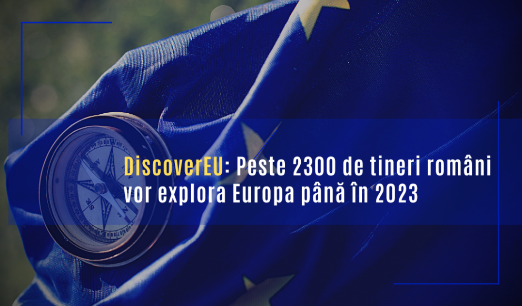 DiscoverEU: Peste 2300 de tineri români
vor explora Europa până în 2023